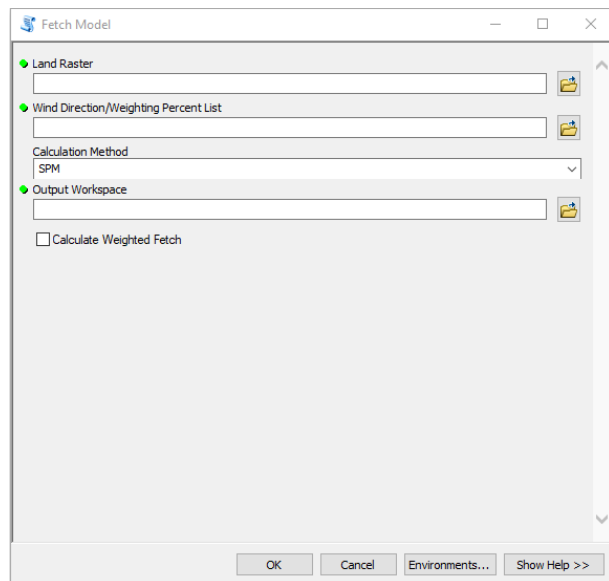 Fetch Model
Land Raster
Wind Direction/Weighting Percent List
Calculation Method
SPM
Output Workspace
Calculate Weighted Fetch
OK Cancel Environments... Show Help >>